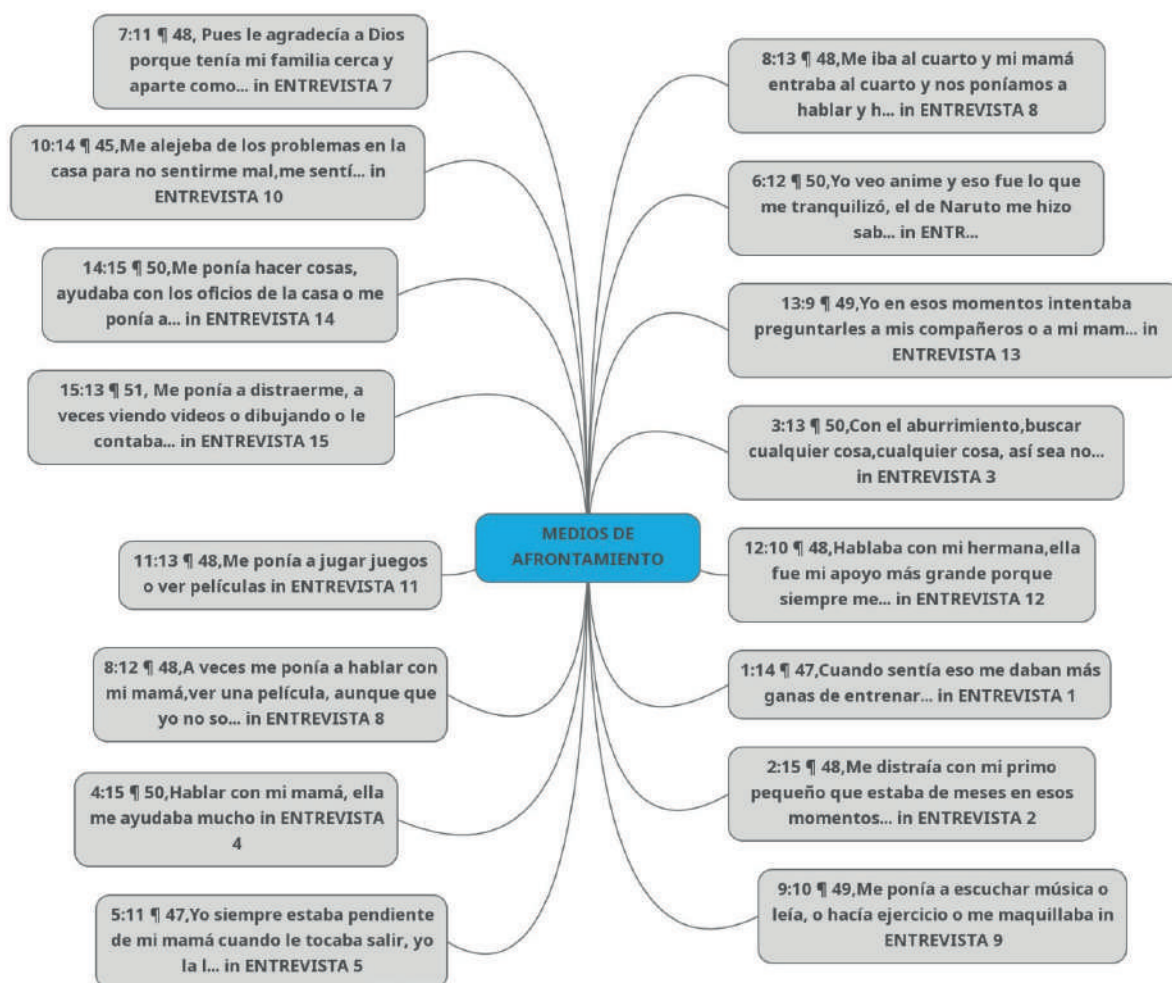 7:11 ¶ 48, Pues le agradecía a Dios
porque tenía mi familia cerca y
aparte como... in ENTREVISTA 7
10:14 ¶ 45,Me alejeba de los problemas en la
casa para no sentirme mal,me sentí... in
ENTREVISTA 10
14:15 ¶ 50,Me ponía hacer cosas,
ayudaba con los oficios de la casa o me
ponía a... in ENTREVISTA 14
15:13 ¶ 51, Me ponía a distraerme, a
veces viendo videos o dibujando o le
contaba... in ENTREVISTA 15
11:13 ¶ 48,Me ponía a jugar juegos
o ver películas in ENTREVISTA 11
8:12 ¶ 48,A veces me ponía a hablar con
mi mamá,ver una película, aunque que
yo no so... in ENTREVISTA 8
4:15 ¶ 50,Hablar con mi mamá, ella
me ayudaba mucho in ENTREVISTA
4
5:11 ¶ 47,Yo siempre estaba pendiente
de mi mamá cuando le tocaba salir, yo
la l... in ENTREVISTA 5
MEDIOS DE
AFRONTAMIENTO
8:13 ¶ 48,Me iba al cuarto y mi mamá
entraba al cuarto y nos poníamos a
hablar y h... in ENTREVISTA 8
6:12 ¶ 50,Yo veo anime y eso fue lo que
me tranquilizó, el de Naruto me hizo
sab... in ENTR...
13:9 ¶ 49,Yo en esos momentos intentaba
preguntarles a mis compañeros o a mi mam... in
ENTREVISTA 13
3:13 ¶ 50,Con el aburrimiento,buscar
cualquier cosa,cualquier cosa, así sea no...
in ENTREVISTA 3
12:10 ¶ 48,Hablaba con mi hermana,ella
fue mi apoyo más grande porque
siempre me... in ENTREVISTA 12
1:14 ¶ 47,Cuando sentía eso me daban más
ganas de entrenar... in ENTREVISTA 1
2:15 ¶ 48,Me distraía con mi primo
pequeño que estaba de meses en esos
momentos... in ENTREVISTA 2
9:10 ¶ 49,Me ponía a escuchar música o
leía, o hacía ejercicio o me maquillaba in
ENTREVISTA 9